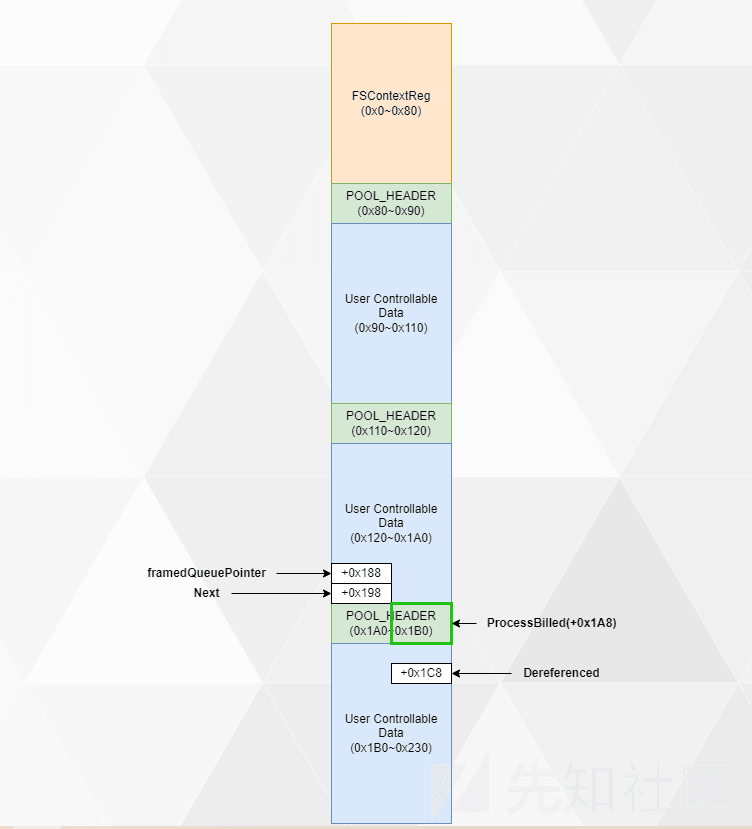 FSContextReg
(0x0~0x80)
POOL_HEADER
(0x80~0x90)
User Controllable
Data
(0x90~0x110)
POOL_HEADER
(0x110~0x120)
User Controllable
Data
(0x120~0x1A0)
framedQueuePointer
+0x188
Next
+0x198
POOL_HEADER
(0x1A0~0x1B0)
ProcessBilled(+0x1A8)
+0x1C8
Dereferenced
User Controllable
Data
(0x1B0~0x230)
先知社区